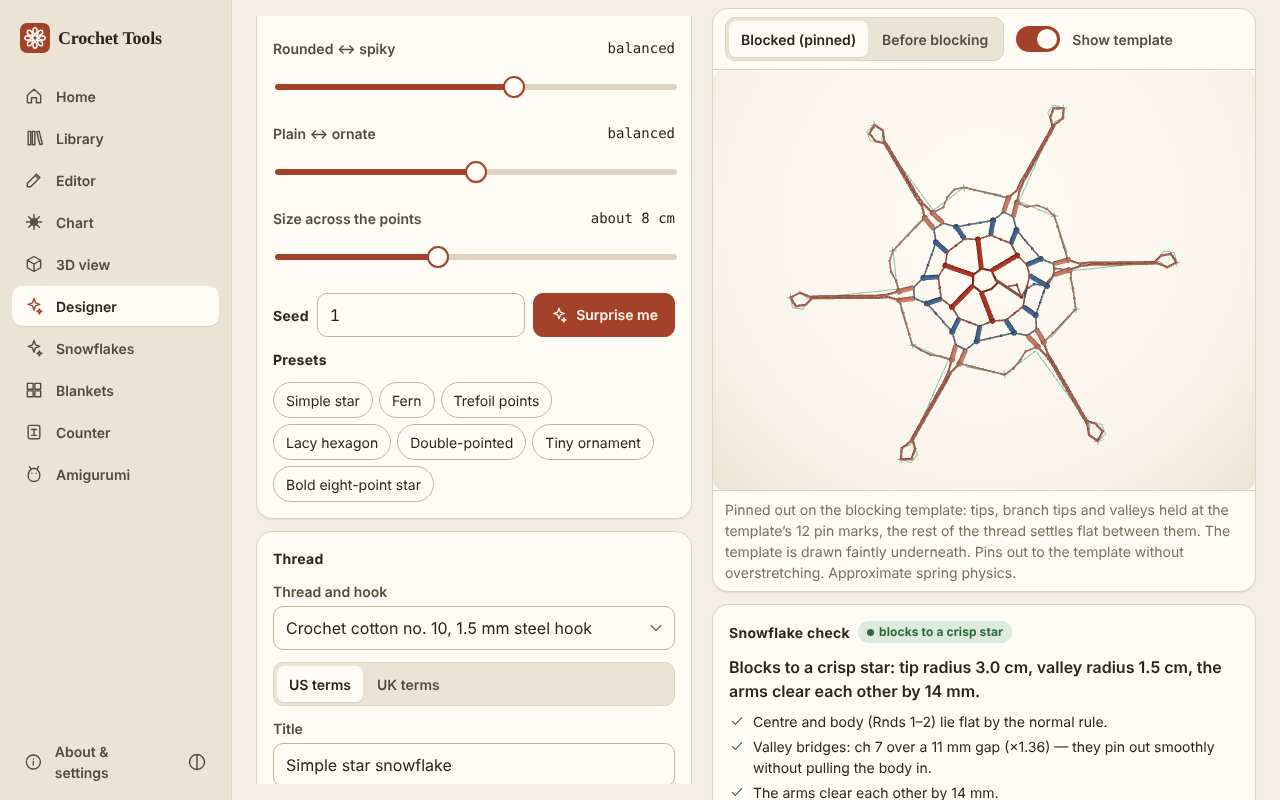 Crochet Tools
Home
Library
Editor
Chart
3D view
Designer
Snowflakes
Blankets
Counter
Amigurumi
About &
settings
Rounded ↔ spiky
balanced
Plain ↔ ornate
balanced
Size across the points
about 8 cm
Seed
1
Surprise me
Presets
Simple star
Fern
Trefoil points
Lacy hexagon
Double-pointed
Tiny ornament
Bold eight-point star
Thread
Thread and hook
Crochet cotton no. 10, 1.5 mm steel hook
US terms
UK terms
Title
Simple star snowflake
Blocked (pinned)
Before blocking
Show template
Pinned out on the blocking template: tips, branch tips and valleys held at the
template’s 12 pin marks, the rest of the thread settles flat between them. The
template is drawn faintly underneath. Pins out to the template without
overstretching. Approximate spring physics.
Snowflake check
blocks to a crisp star
Blocks to a crisp star: tip radius 3.0 cm, valley radius 1.5 cm, the
arms clear each other by 14 mm.
Centre and body (Rnds 1–2) lie flat by the normal rule.
Valley bridges: ch 7 over a 11 mm gap (×1.36) — they pin out smoothly
without pulling the body in.
The arms clear each other by 14 mm.